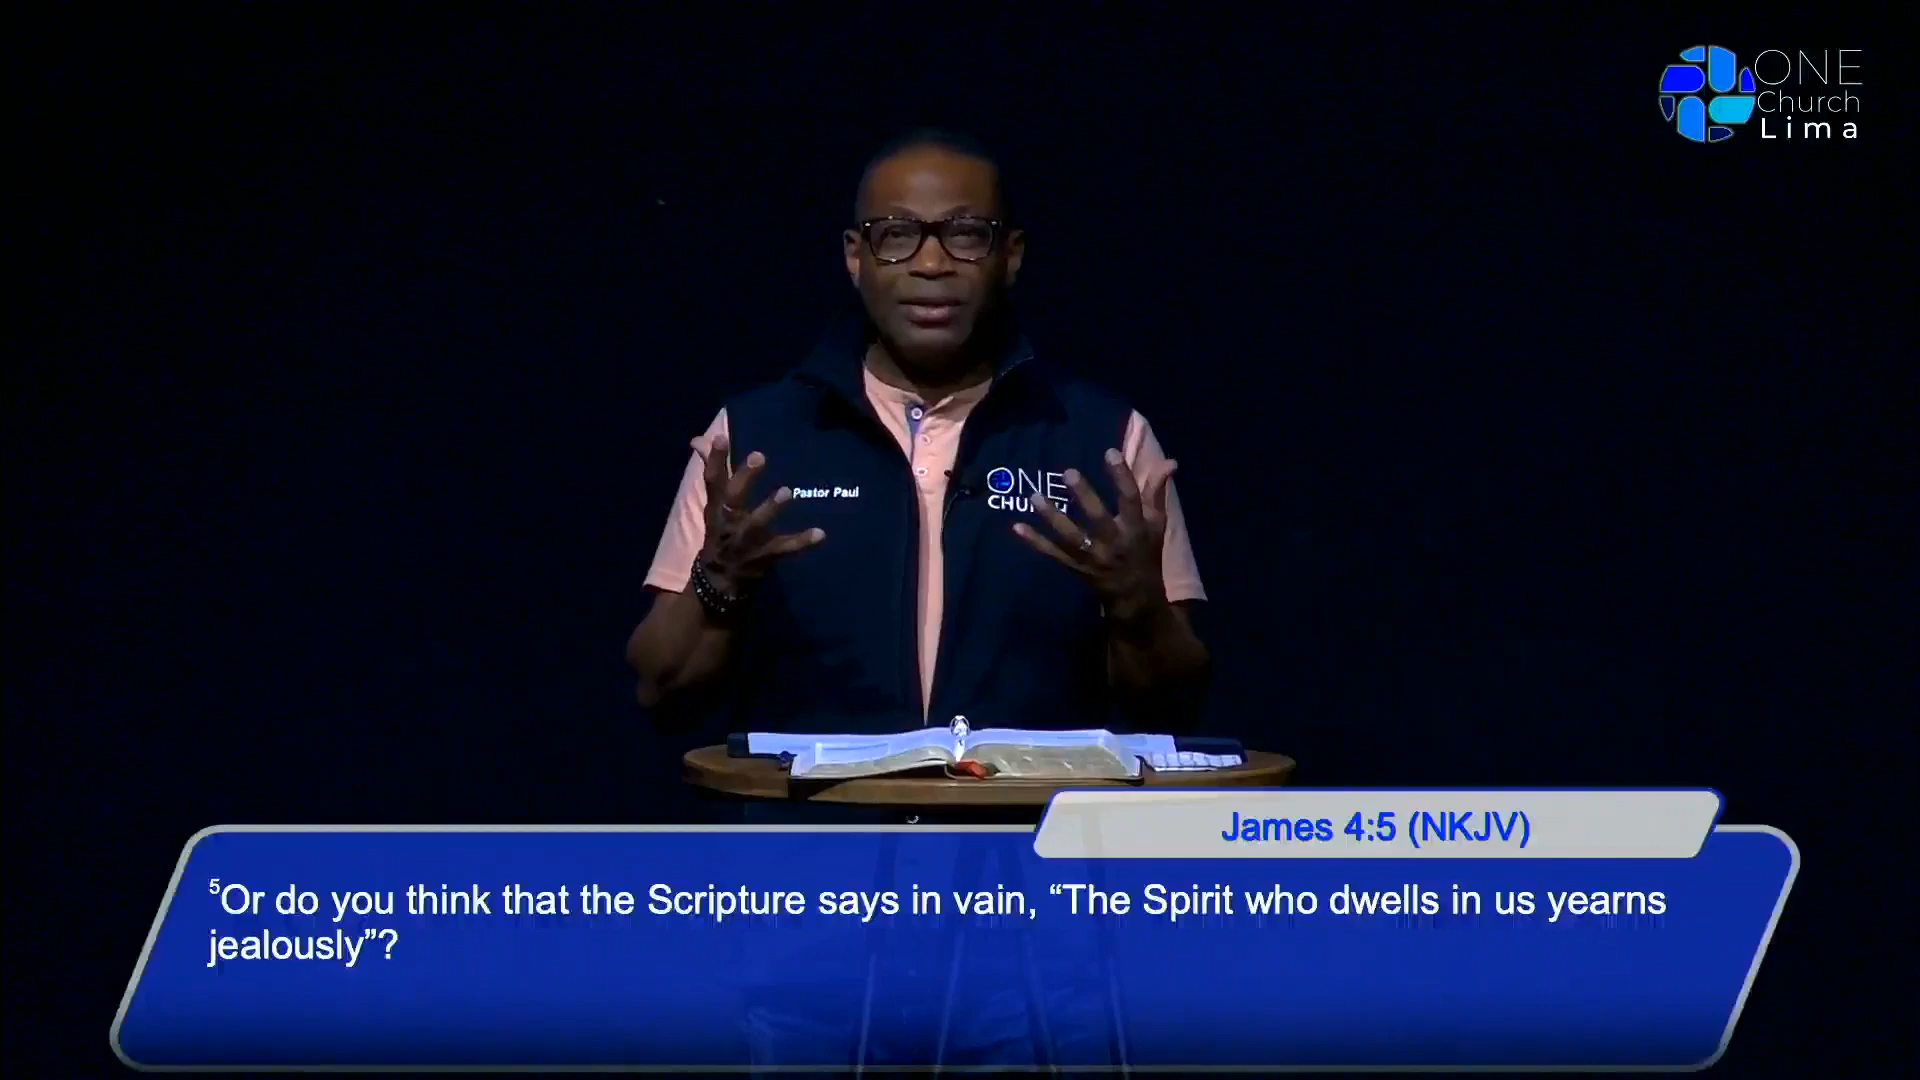 ONE
Church
Lima
Pastor Paul
ONE
CHURCH
James 4:5 (NKJV)
5Or do you think that the Scripture says in vain, “The Spirit who dwells in us yearns
jealously”?